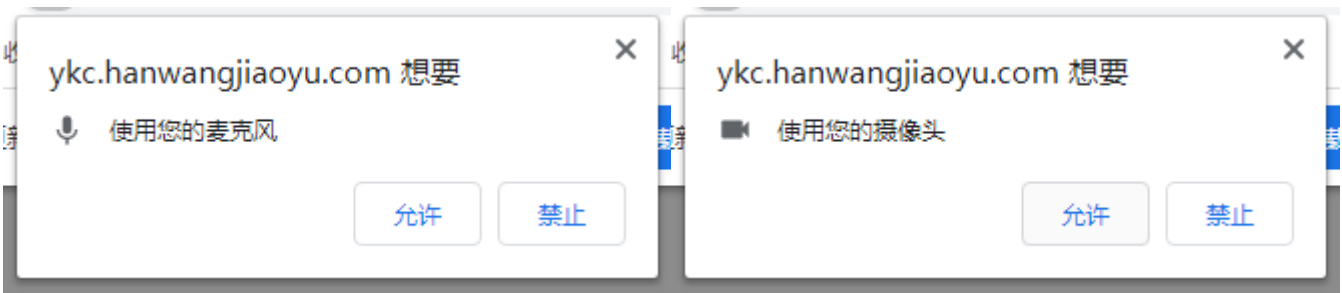 ykc.hanwangjiaoyu.com 想要
使用您的麦克风
允许 禁止
ykc.hanwangjiaoyu.com 想要
使用您的摄像头
允许 禁止